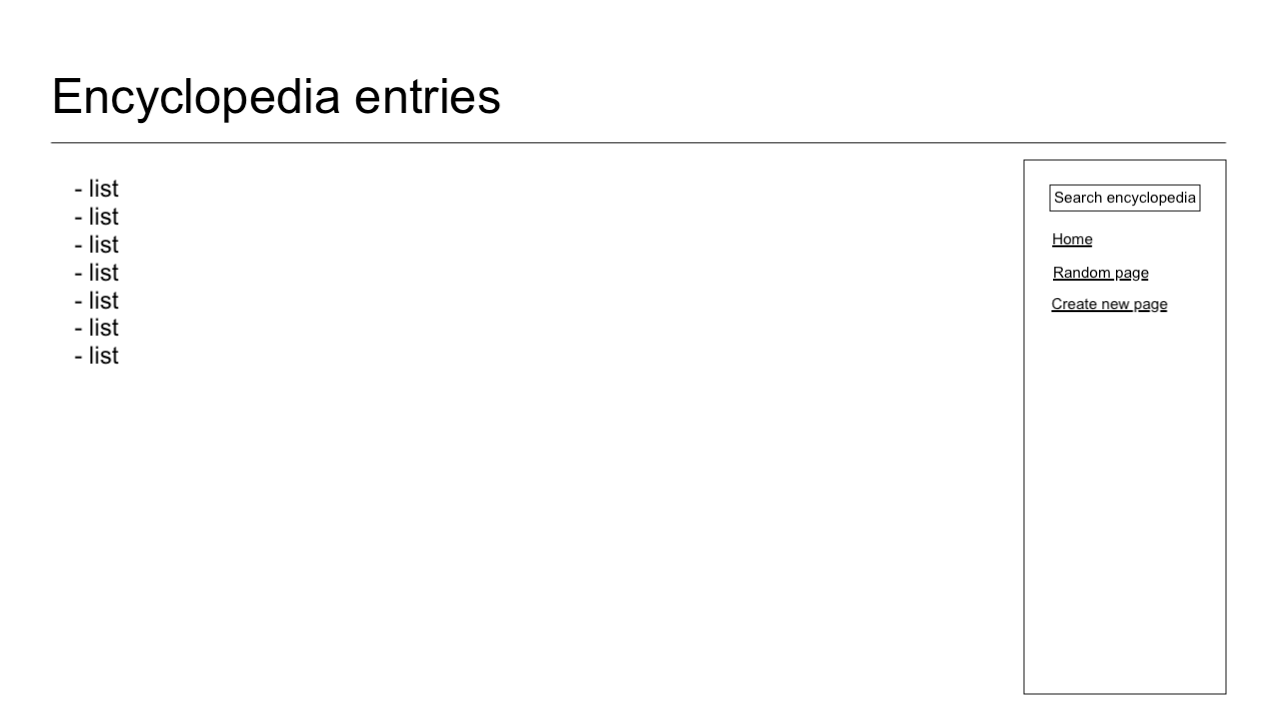 Encyclopedia entries
- list
- list
- list
- list
- list
- list
- list
Search encyclopedia
Home
Random page
Create new page